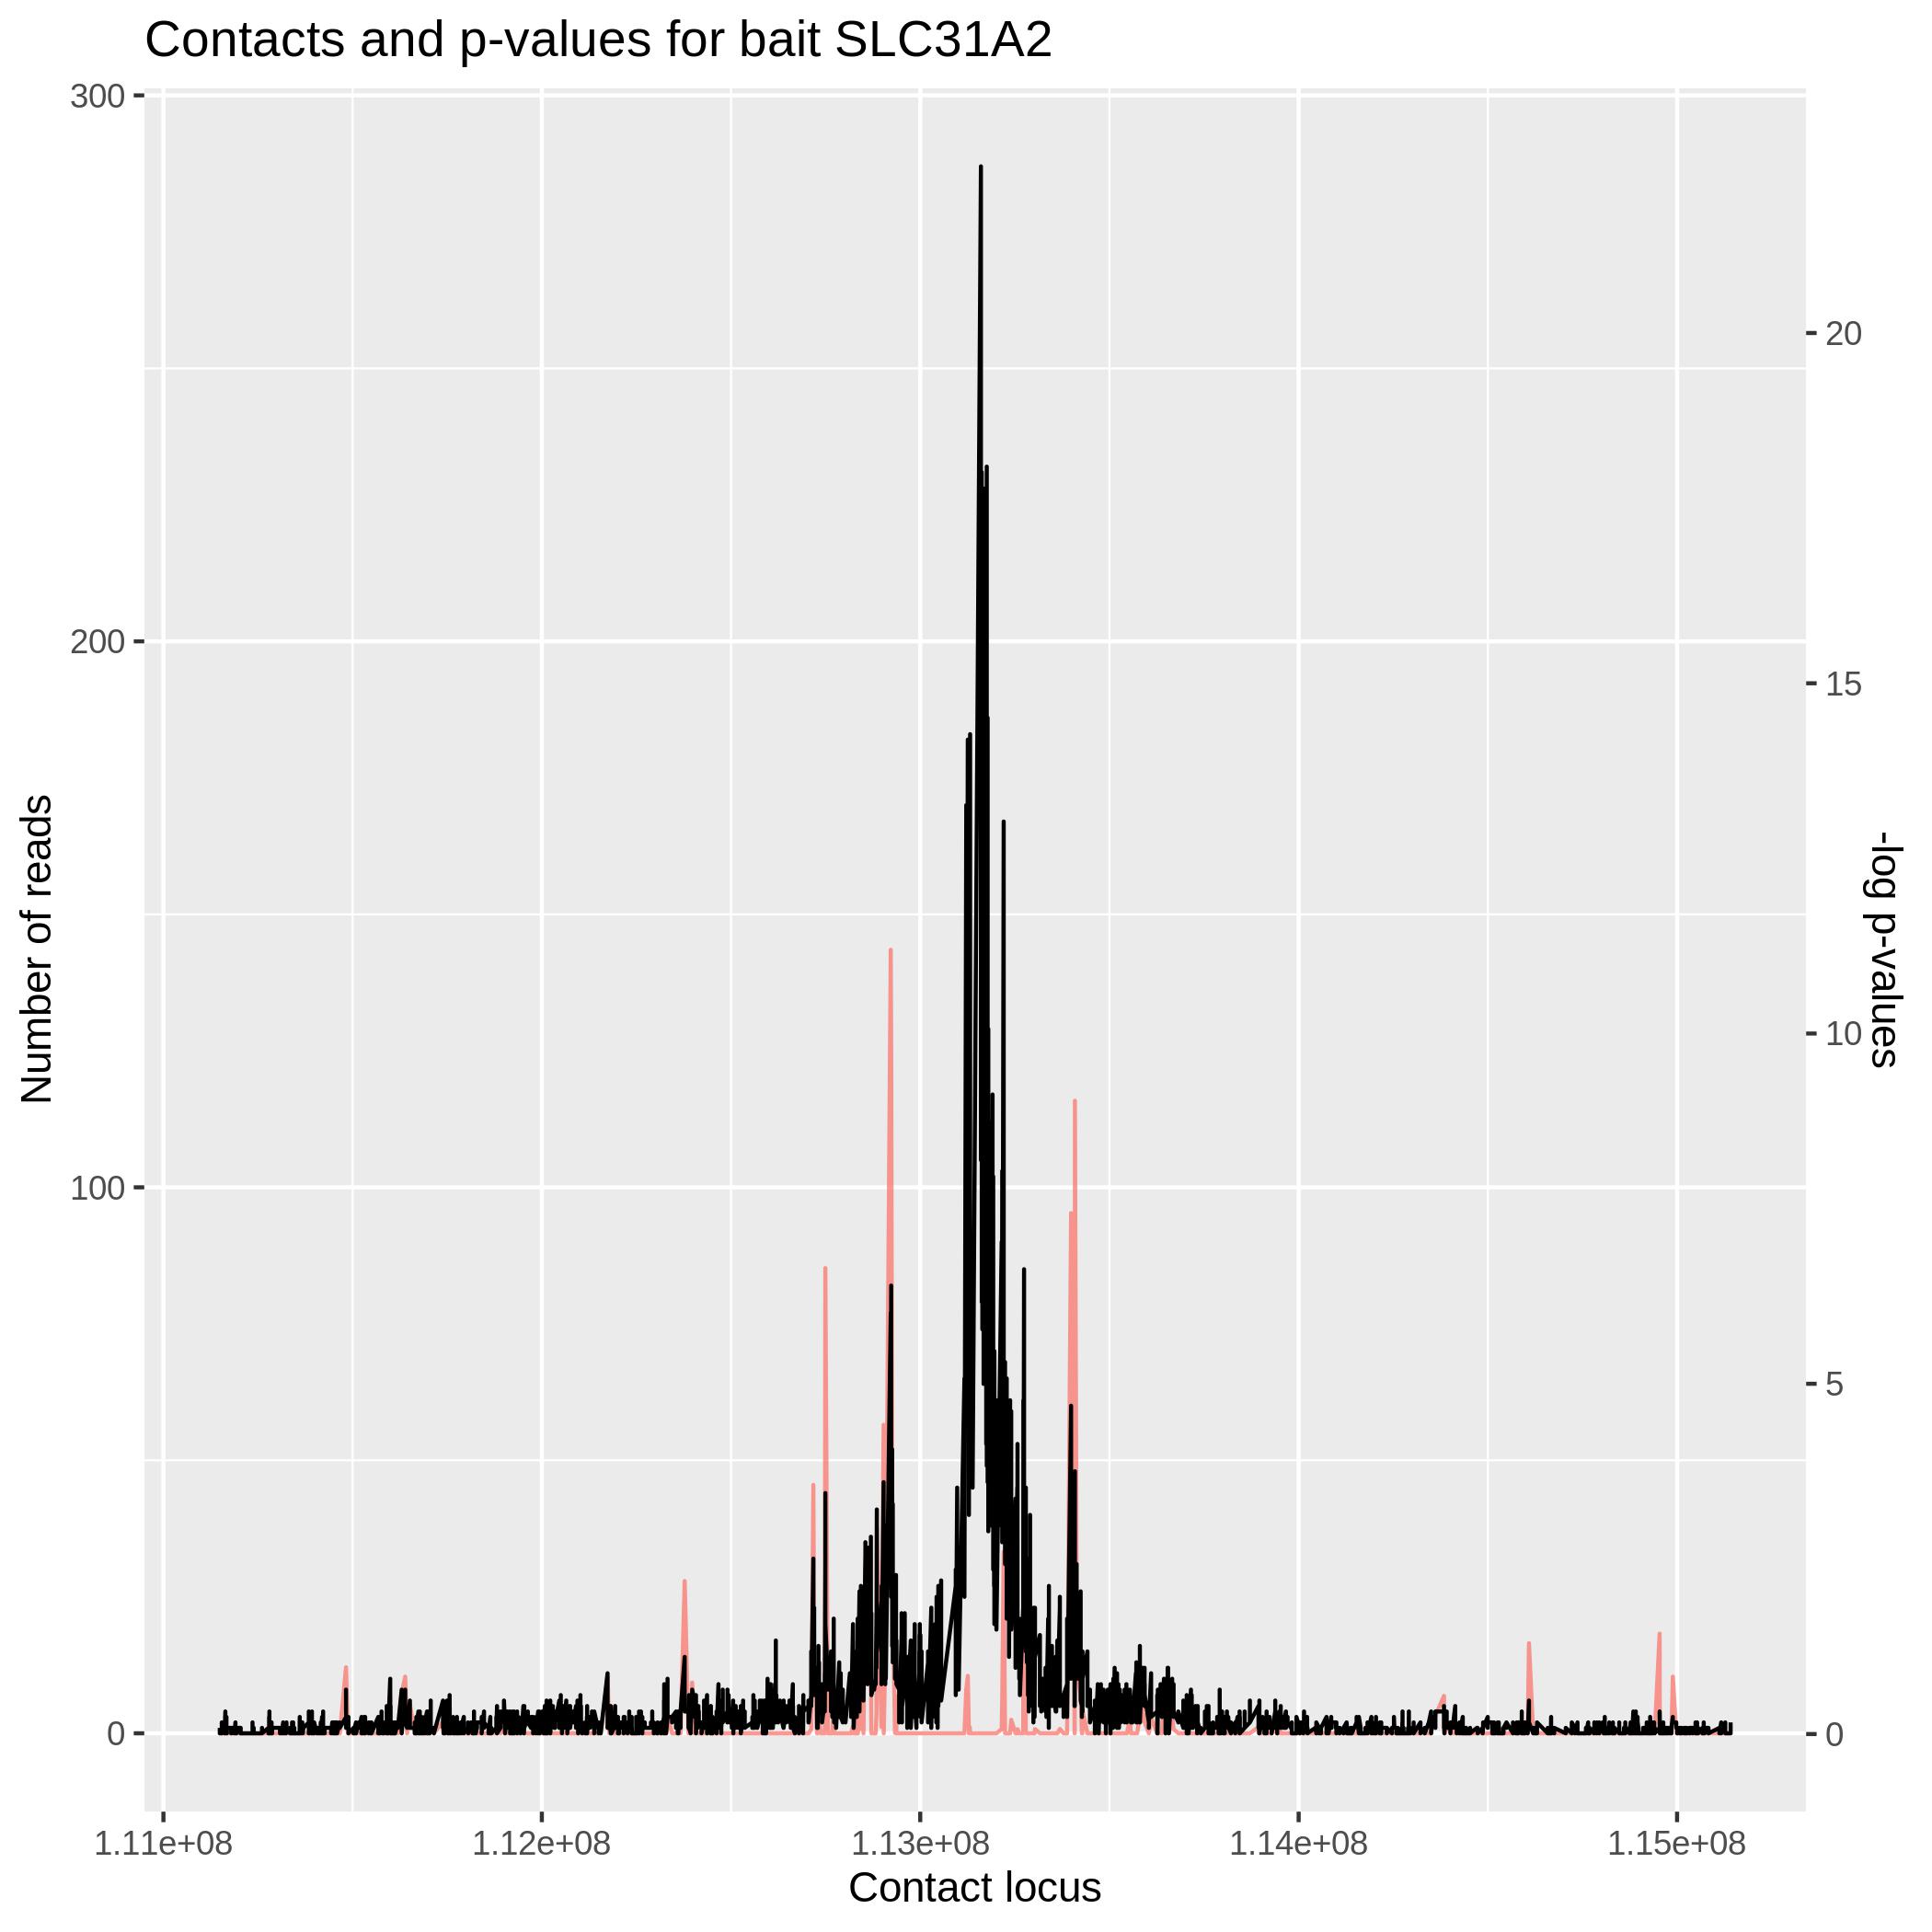 Contacts and p-values for bait SLC31A2
300
200
100
0
Number of reads
20
15
10
5
0
-log p-values
1.11e+08
1.12e+08
1.13e+08
1.14e+08
1.15e+08
Contact locus